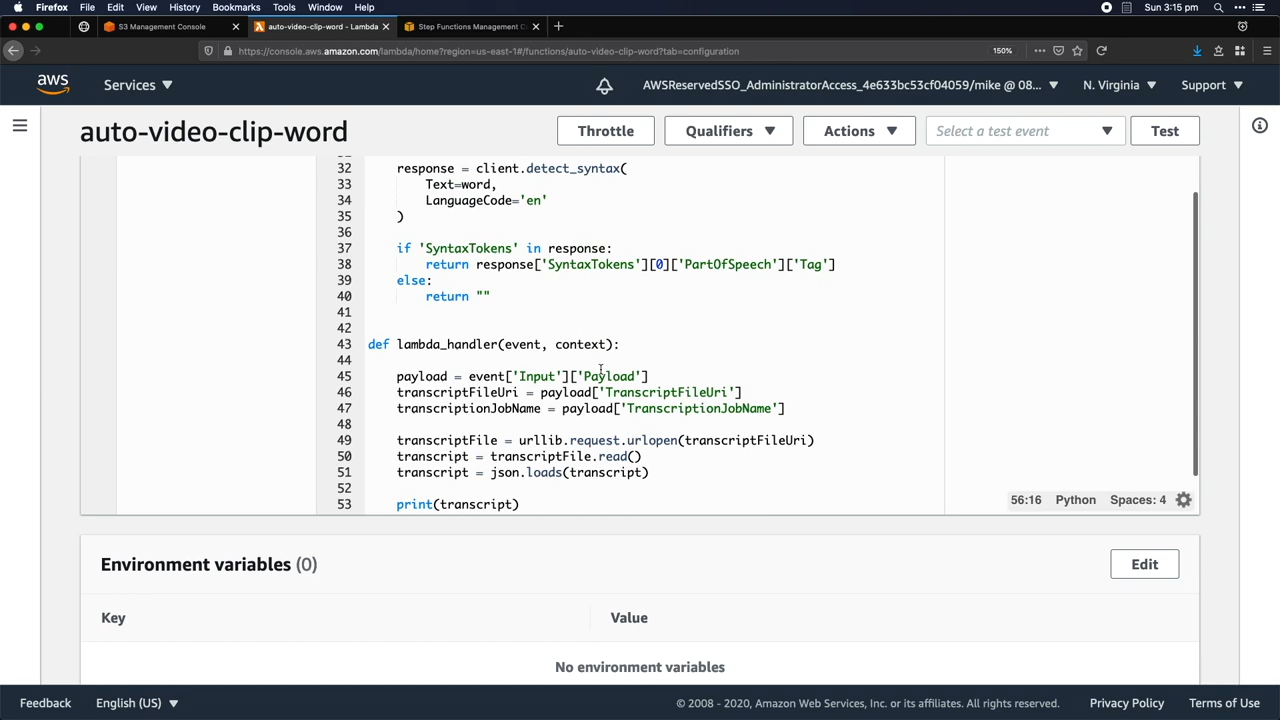 Firefox File Edit View History Bookmarks Tools Window Help Sun 3:15 pm
S3 Management Console auto-video-clip-word - Lambda Step Functions Management C
https://console.aws.amazon.com/lambda/home?region=us-east-1#/functions/auto-video-clip-word?tab=configuration 150%
aws Services AWSReservedSSO_AdministratorAccess_4e633bc53cf04059/mike @ 08... N. Virginia Support
auto-video-clip-word Throttle Qualifiers Actions Select a test event Test
32 response = client.detect_syntax(
33 Text=word,
34 LanguageCode='en'
35 )
36
37 if 'SyntaxTokens' in response:
38 return response['SyntaxTokens'][0]['PartOfSpeech']['Tag']
39 else:
40 return ""
41
42
43 def lambda_handler(event, context):
44
45 payload = event['Input']['Payload']
46 transcriptFileUri = payload['TranscriptFileUri']
47 transcriptionJobName = payload['TranscriptionJobName']
48
49 transcriptFile = urllib.request.urlopen(transcriptFileUri)
50 transcript = transcriptFile.read()
51 transcript = json.loads(transcript)
52
53 print(transcript)
56:16 Python Spaces: 4
Environment variables (0) Edit
Key Value
No environment variables
Feedback English (US) © 2008 - 2020, Amazon Web Services, Inc. or its affiliates. All rights reserved. Privacy Policy Terms of Use